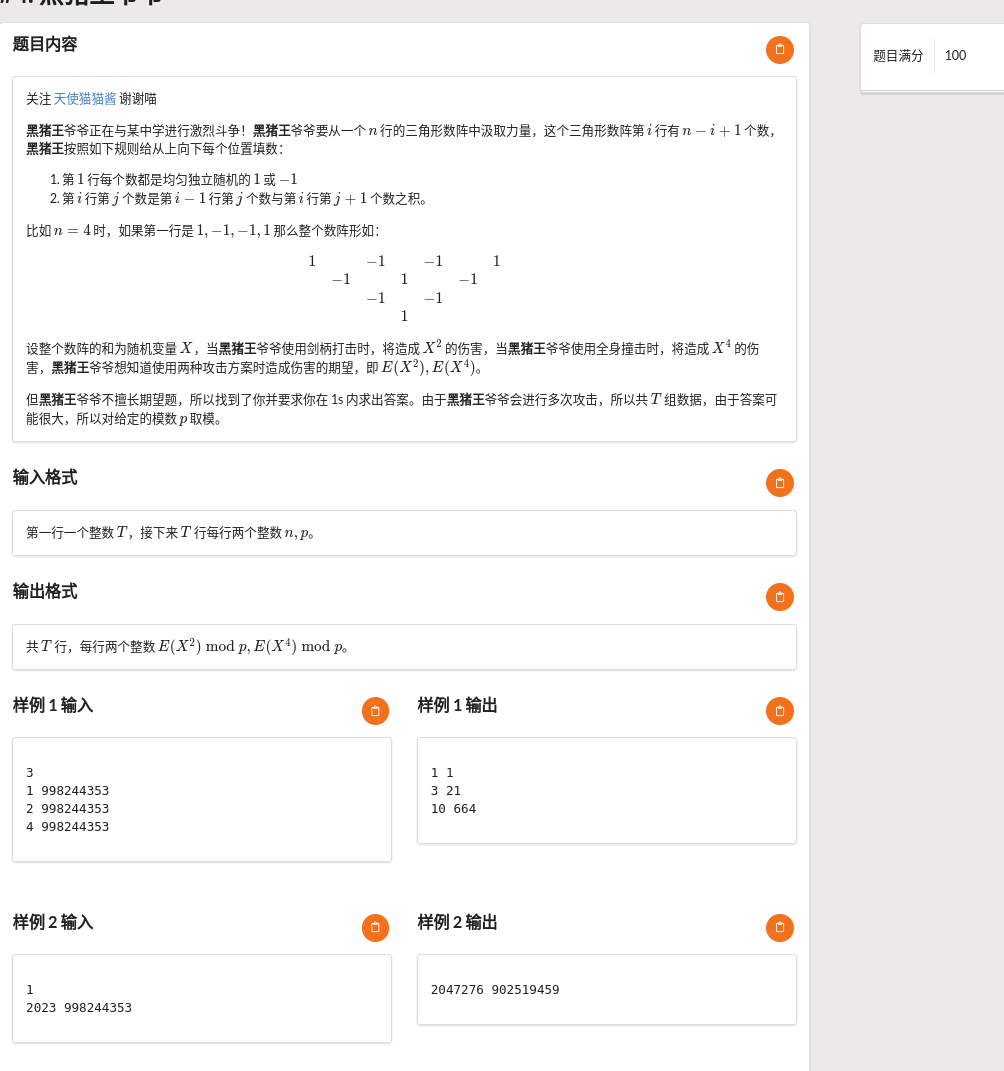 题目内容
题目满分 100
关注 天使猫猫酱 谢谢喵
黑猪王爷爷正在与某中学进行激烈斗争！黑猪王爷爷要从一个 n 行的三角形数阵中汲取力量，这个三角形数阵第 i 行有 n − i + 1 个数，
黑猪王按照如下规则给从上向下每个位置填数：
1. 第 1 行每个数都是均匀独立随机的 1 或 −1
2. 第 i 行第 j 个数是第 i − 1 行第 j 个数与第 i 行第 j + 1 个数之积。
比如 n = 4 时，如果第一行是 1, −1, −1, 1 那么整个数阵形如：
1 −1 −1 1
−1 1 −1
−1 −1
1
设整个数阵的和为随机变量 X，当黑猪王爷爷使用剑柄打击时，将造成 X² 的伤害，当黑猪王爷爷使用全身撞击时，将造成 X⁴ 的伤
害，黑猪王爷爷想知道使用两种攻击方案时造成伤害的期望，即 E(X²), E(X⁴)。
但黑猪王爷爷不擅长期望题，所以找到了你并要求你在 1s 内求出答案。由于黑猪王爷爷会进行多次攻击，所以共 T 组数据，由于答案可
能很大，所以对给定的模数 p 取模。
输入格式
第一行一个整数 T，接下来 T 行每行两个整数 n, p。
输出格式
共 T 行，每行两个整数 E(X²) mod p, E(X⁴) mod p。
样例 1 输入
样例 1 输出
3
1 998244353
2 998244353
4 998244353
1 1
3 21
10 664
样例 2 输入
样例 2 输出
1
2023 998244353
2047276 902519459